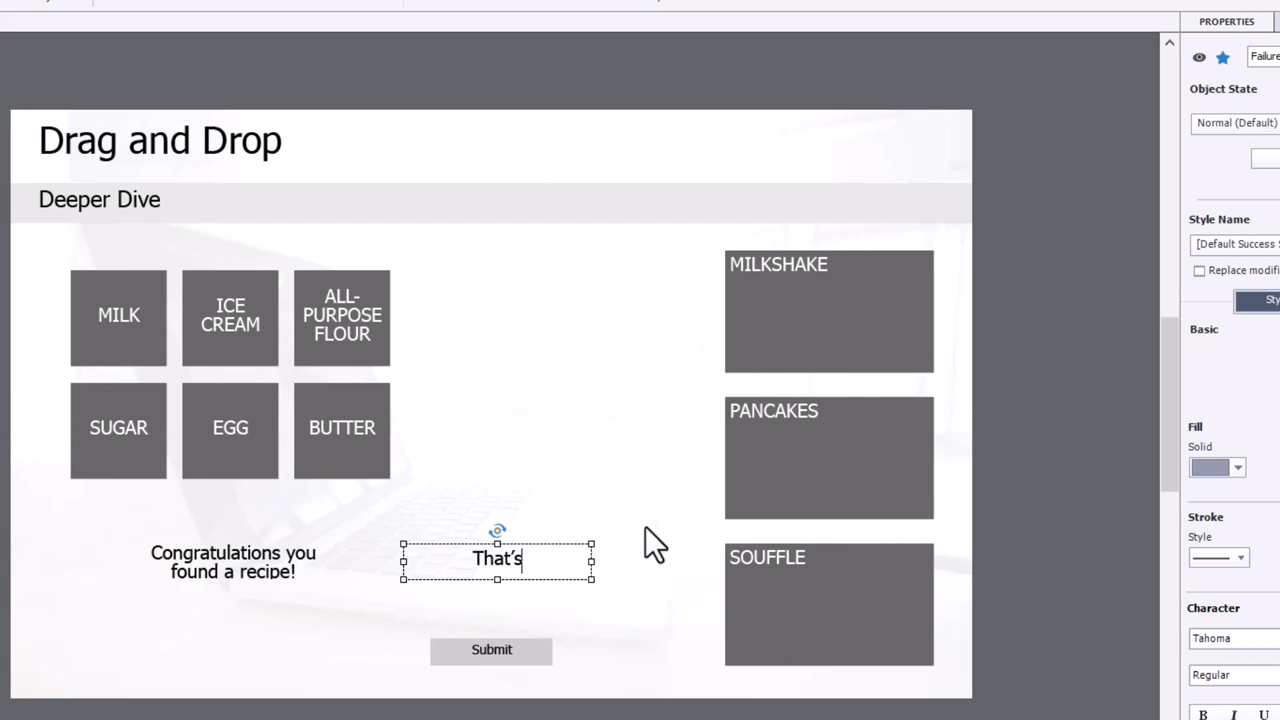 PROPERTIES
Failure
Object State
Normal (Default)
Drag and Drop
Deeper Dive
Style Name
[Default Success S
Replace modifi
Sty
Basic
MILKSHAKE
MILK
ICE
CREAM
ALL-
PURPOSE
FLOUR
PANCAKES
SUGAR
EGG
BUTTER
Fill
Solid
Stroke
Style
Congratulations you
found a recipe!
That's
SOUFFLE
Submit
Character
Tahoma
Regular
B I U